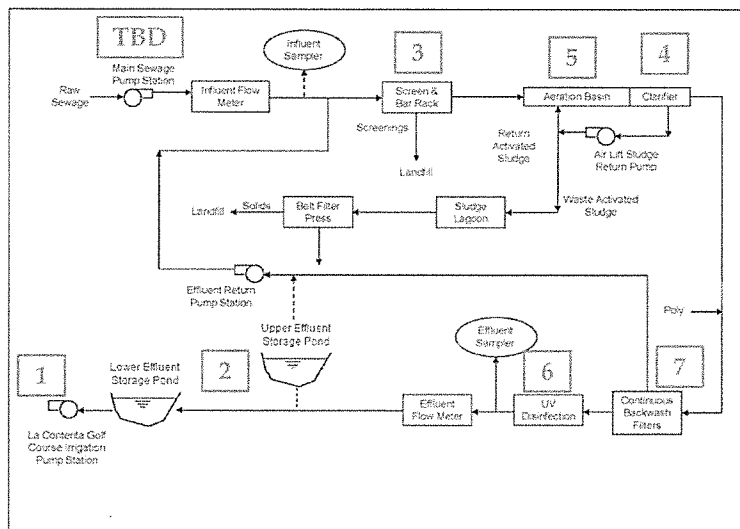 TBD
Influent
Sampler
3
5
4
Main Sewage
Pump Station
Raw
Sewage
Influent Flow
Meter
Screen &
Bar Rack
Aeration Basin
Clarifier
Screenings
Landfill
Return
Activated
Sludge
Air Lift Sludge
Return Pump
Waste Activated
Sludge
Landfill
Solids
Belt Filter
Press
Sludge
Lagoon
Effluent Return
Pump Station
Upper Effluent
Storage Pond
Effluent
Sampler
Poly
1
Lower Effluent
Storage Pond
2
6
7
La Contenta Golf
Course Irrigation
Pump Station
Effluent
Flow Meter
UV
Disinfection
Continuous
Backwash
Filters